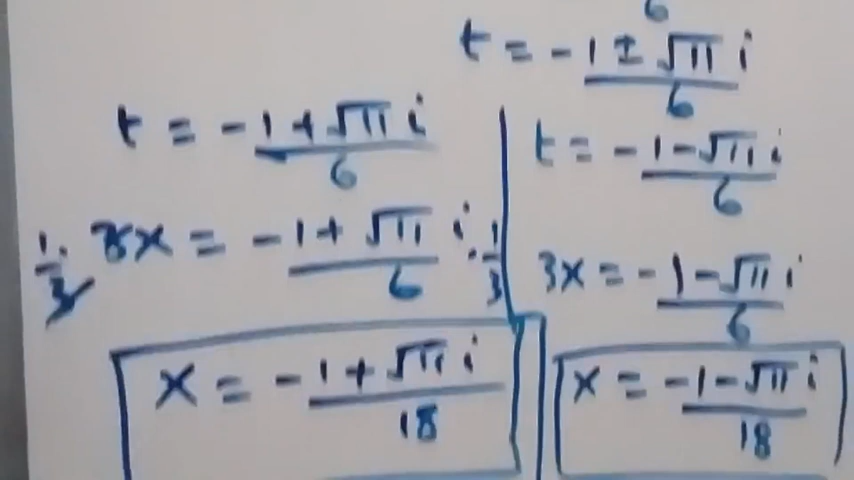 6
t = -1 ± √11 i / 6
t = -1 + √11 i / 6
t = -1 - √11 i / 6
1/3 · 3x = -1 + √11 i / 6 · 1/3
3x = -1 - √11 i / 6
x = -1 + √11 i / 18
x = -1 - √11 i / 18